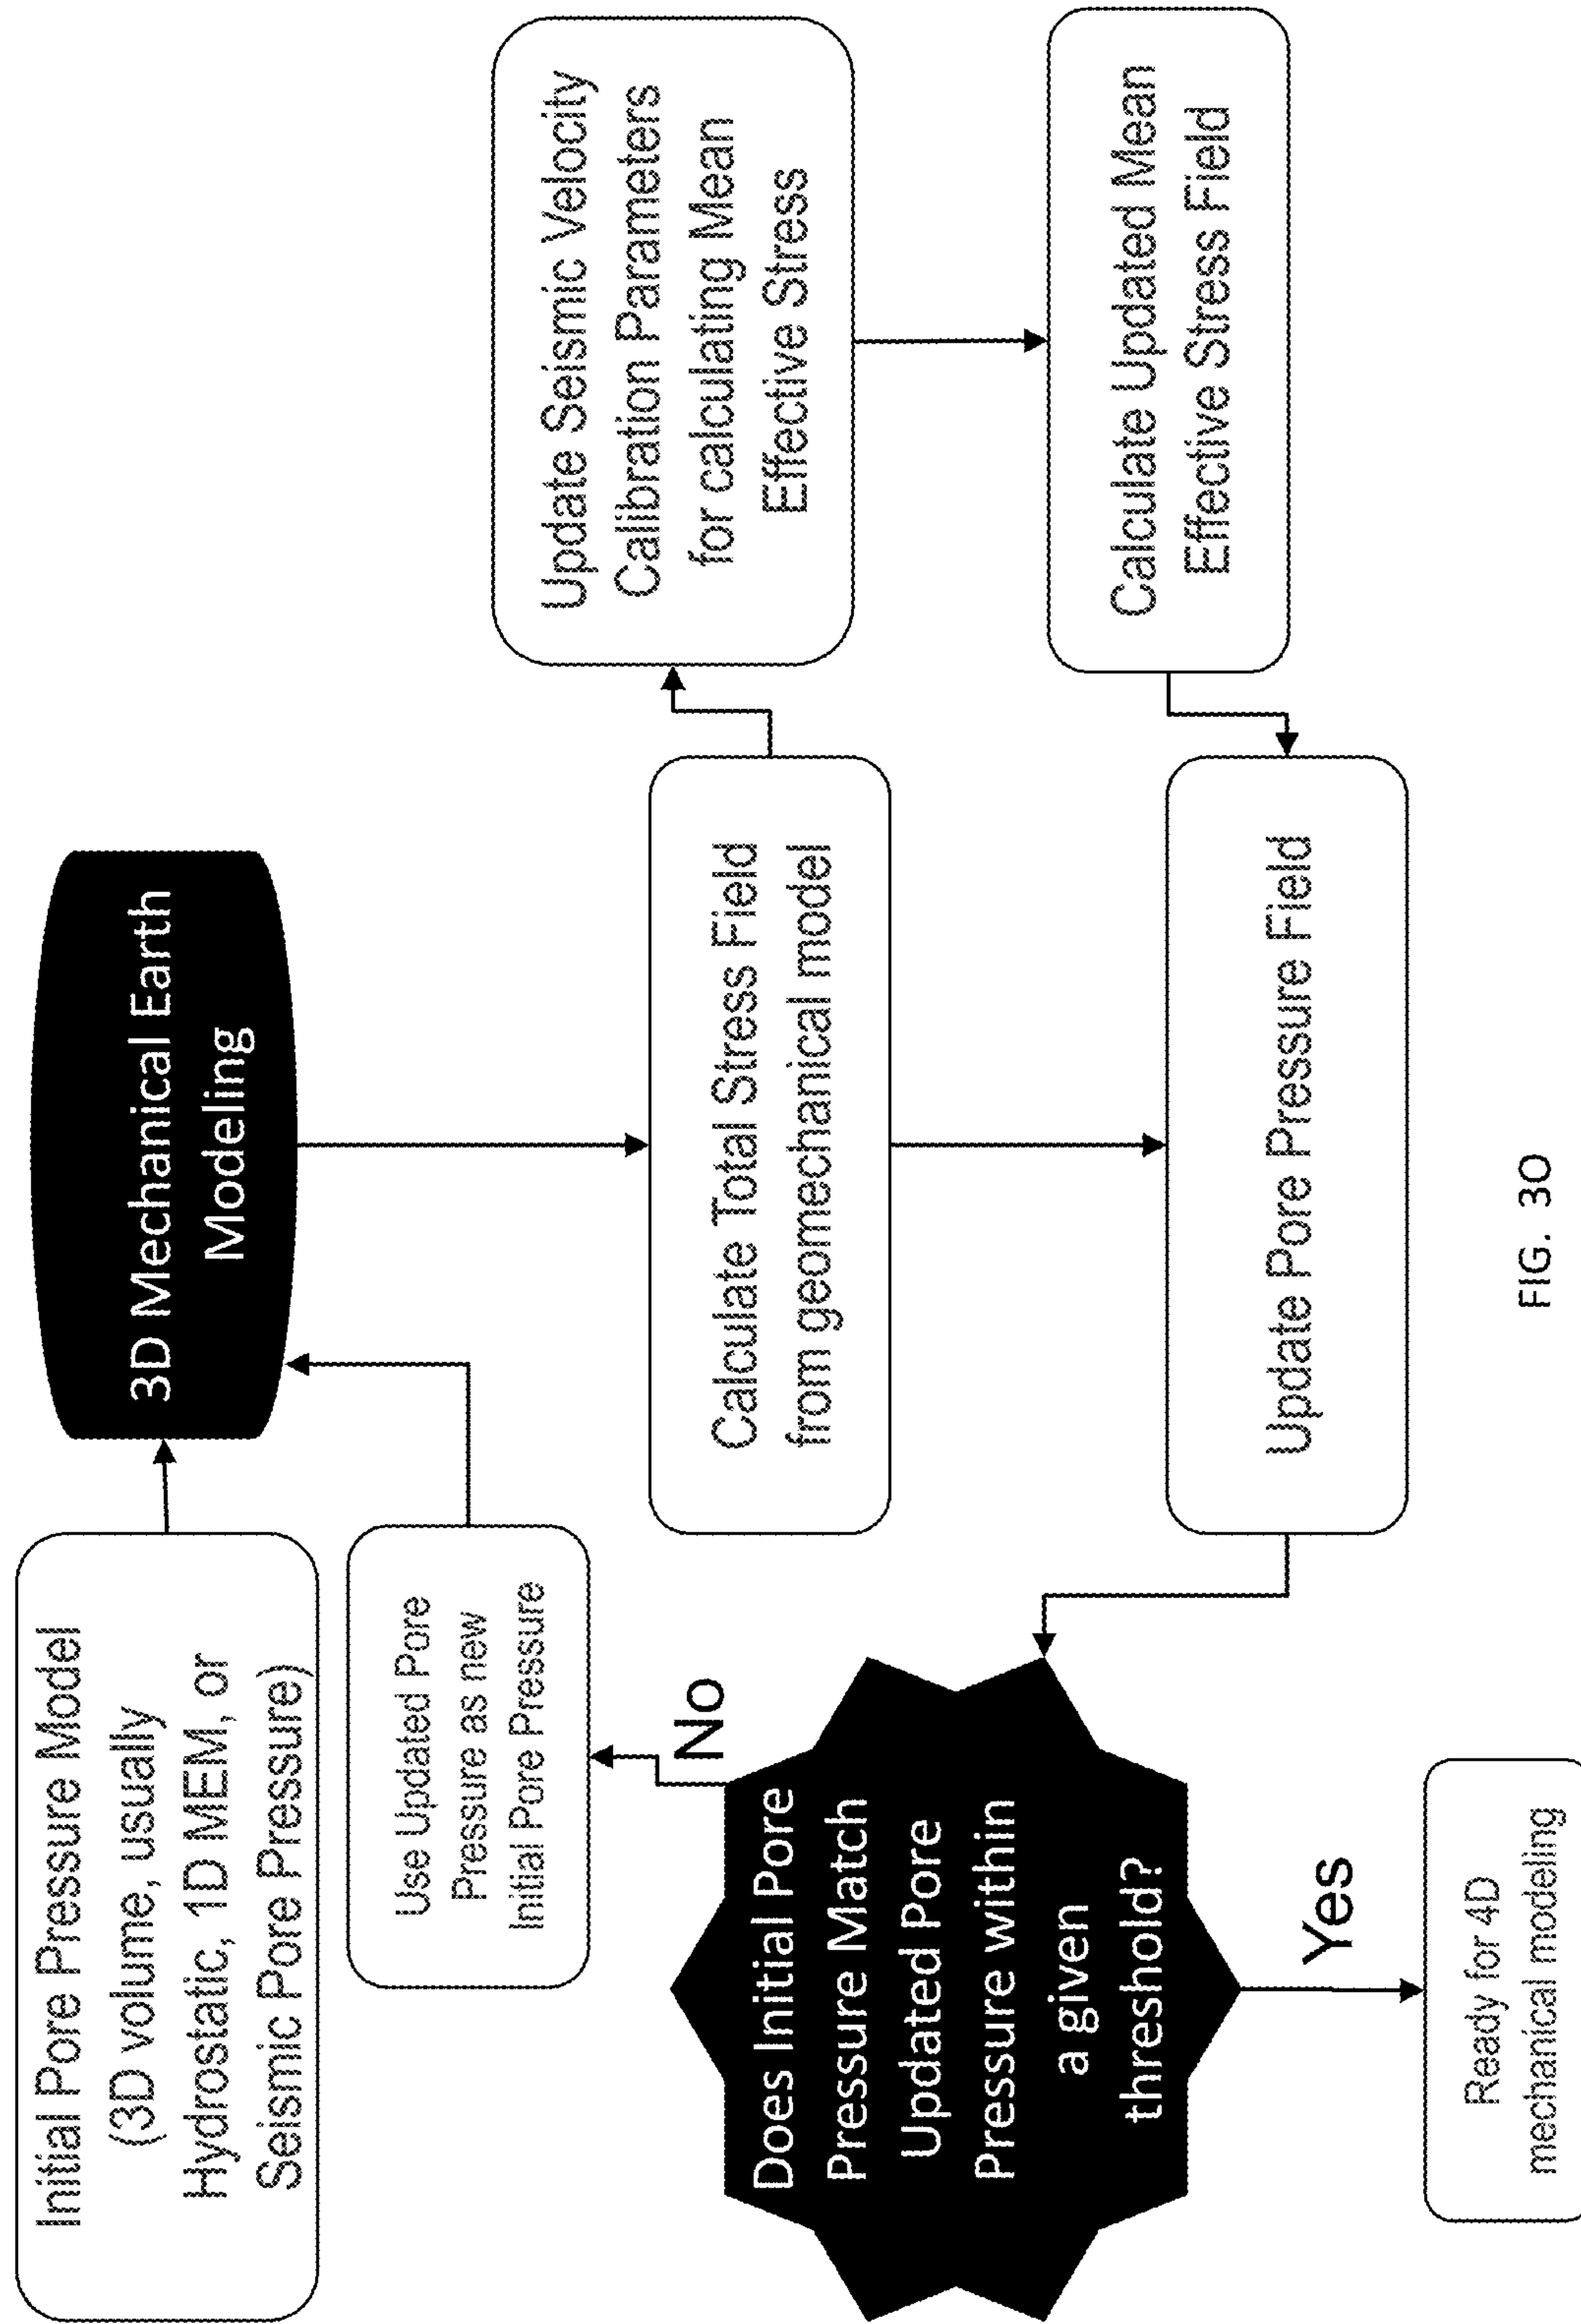 Initial Pore Pressure Model
(3D volume, usually
Hydrostatic, 1D MEM, or
Seismic Pore Pressure)
3D Mechanical Earth
Modeling
Use Updated Pore
Pressure as new
Initial Pore Pressure
Calculate Total Stress Field
from geomechanical model
Update Seismic Velocity
Calibration Parameters
for calculating Mean
Effective Stress
Calculate Updated Mean
Effective Stress Field
Update Pore Pressure Field
No
Does Initial Pore
Pressure Match
Updated Pore
Pressure within
a given
threshold?
Yes
Ready for 4D
mechanical modeling
FIG. 3O